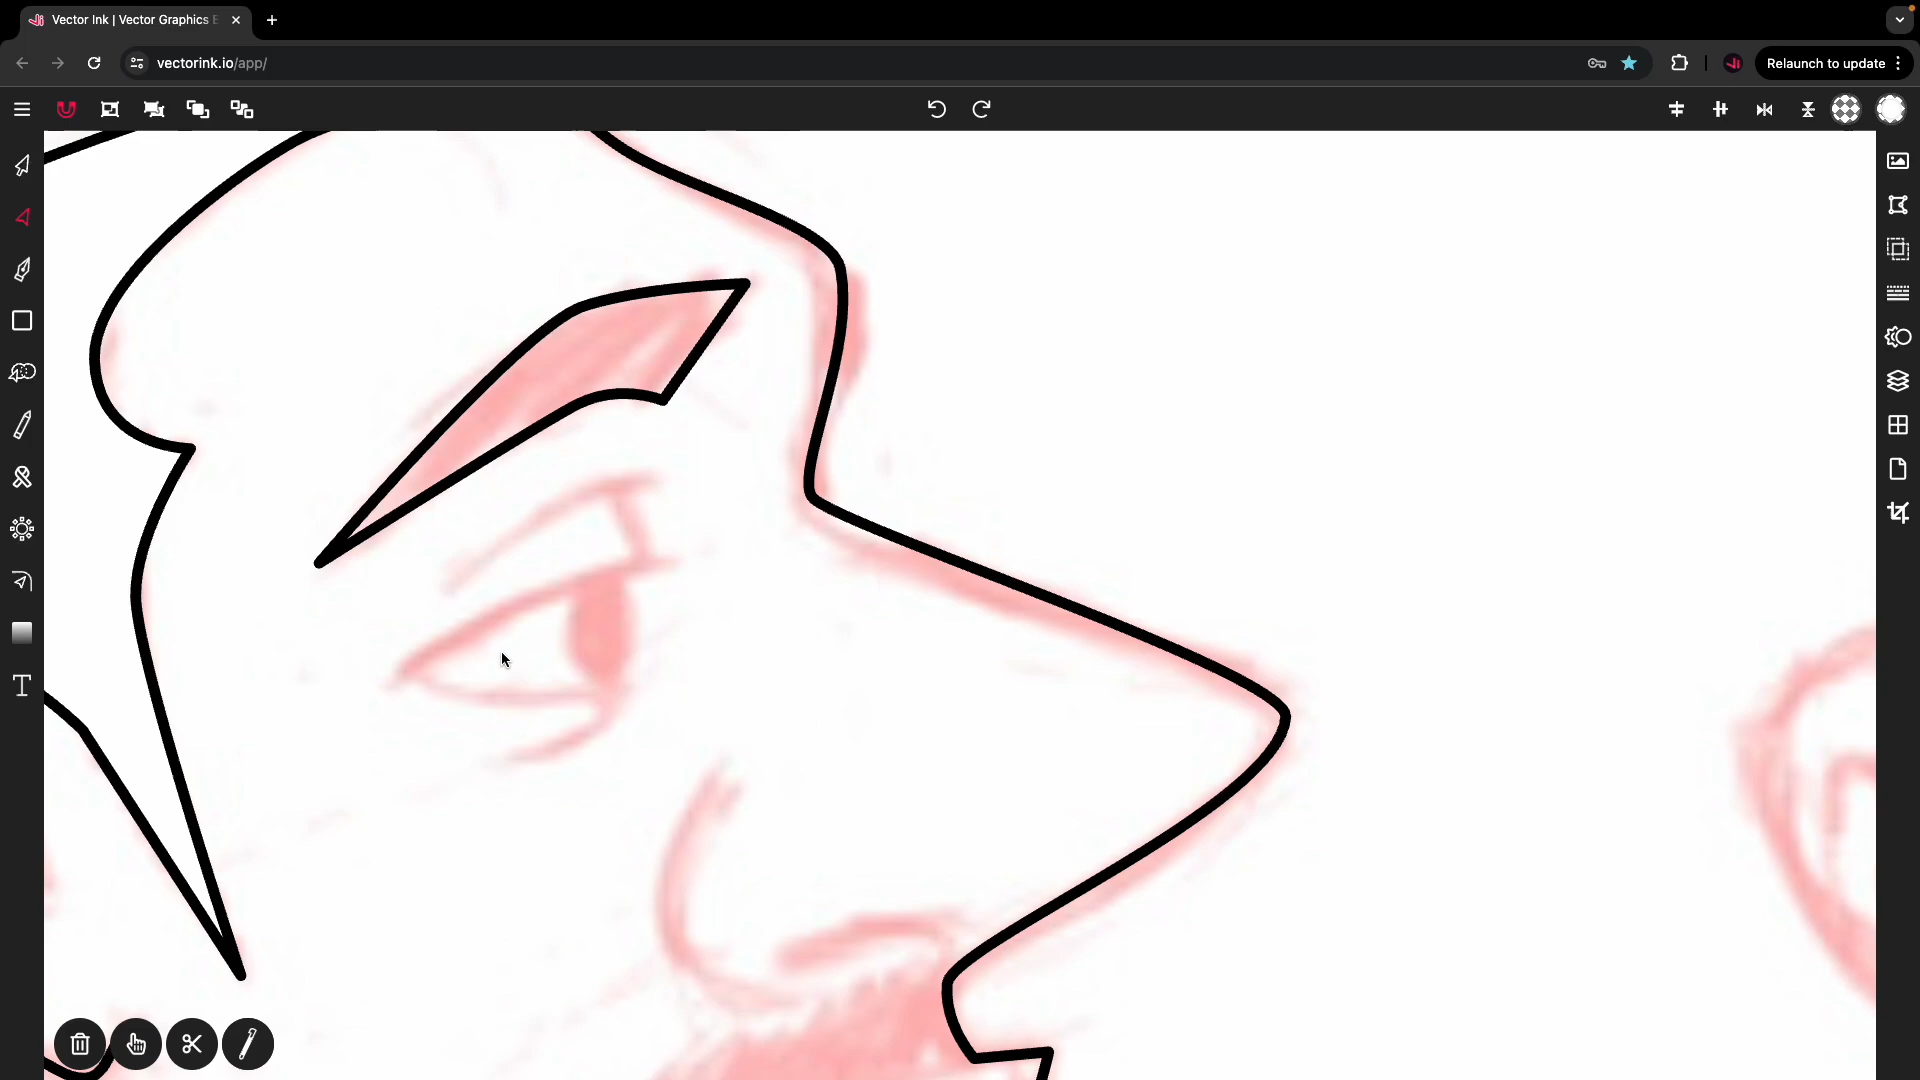 Vector Ink | Vector Graphics E
vectorink.io/app/
Relaunch to update